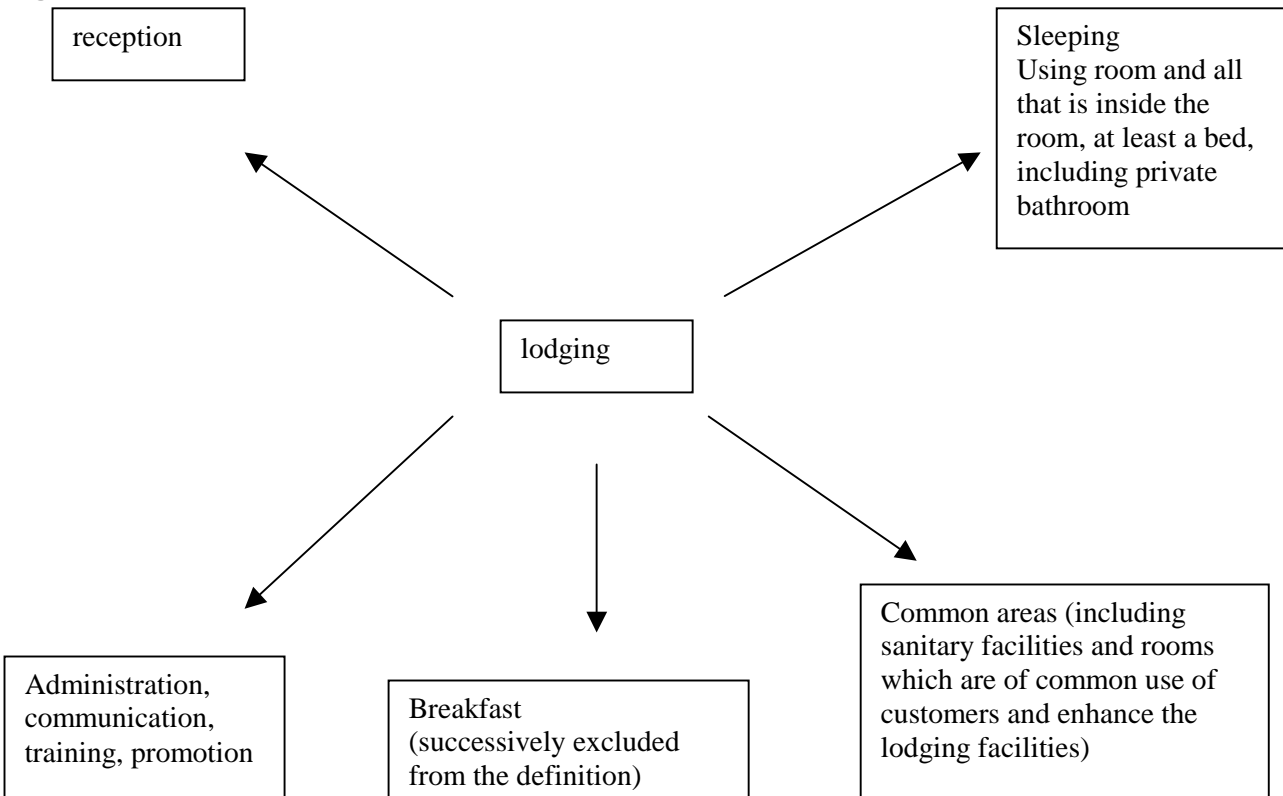 reception
Sleeping
Using room and all
that is inside the
room, at least a bed,
including private
bathroom
lodging
Administration,
communication,
training, promotion
Breakfast
(successively excluded
from the definition)
Common areas (including
sanitary facilities and rooms
which are of common use of
customers and enhance the
lodging facilities)